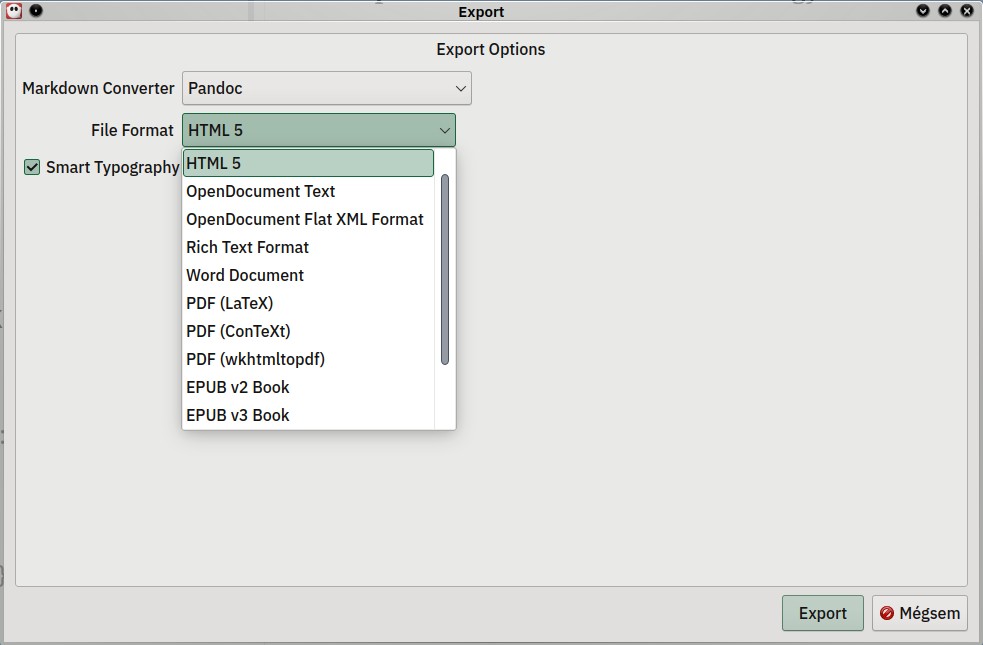 Export
Export Options
Markdown Converter Pandoc
File Format HTML 5
Smart Typography
HTML 5
OpenDocument Text
OpenDocument Flat XML Format
Rich Text Format
Word Document
PDF (LaTeX)
PDF (ConTeXt)
PDF (wkhtmltopdf)
EPUB v2 Book
EPUB v3 Book
Export Mégsem